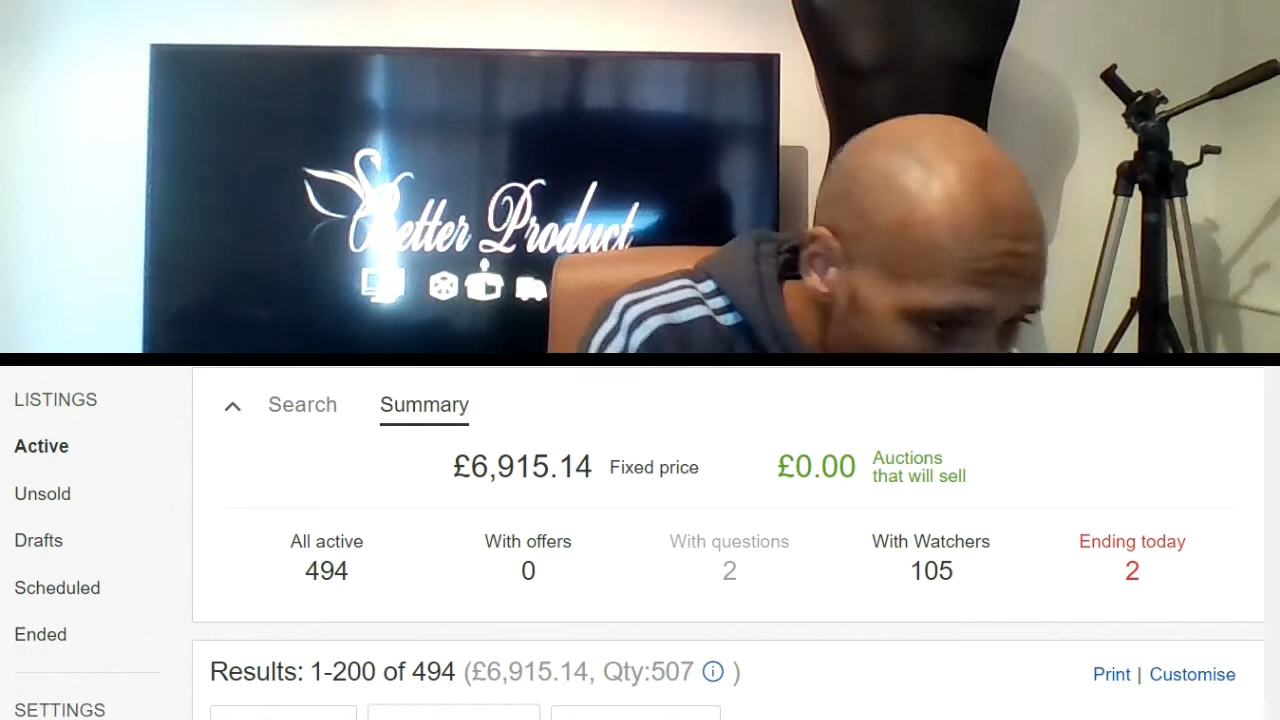 Better Product
LISTINGS
Active
Unsold
Drafts
Scheduled
Ended
SETTINGS
Search Summary
£6,915.14 Fixed price £0.00 Auctions that will sell
All active With offers With questions With Watchers Ending today
494 0 2 105 2
Results: 1-200 of 494 (£6,915.14, Qty:507 )
Print | Customise